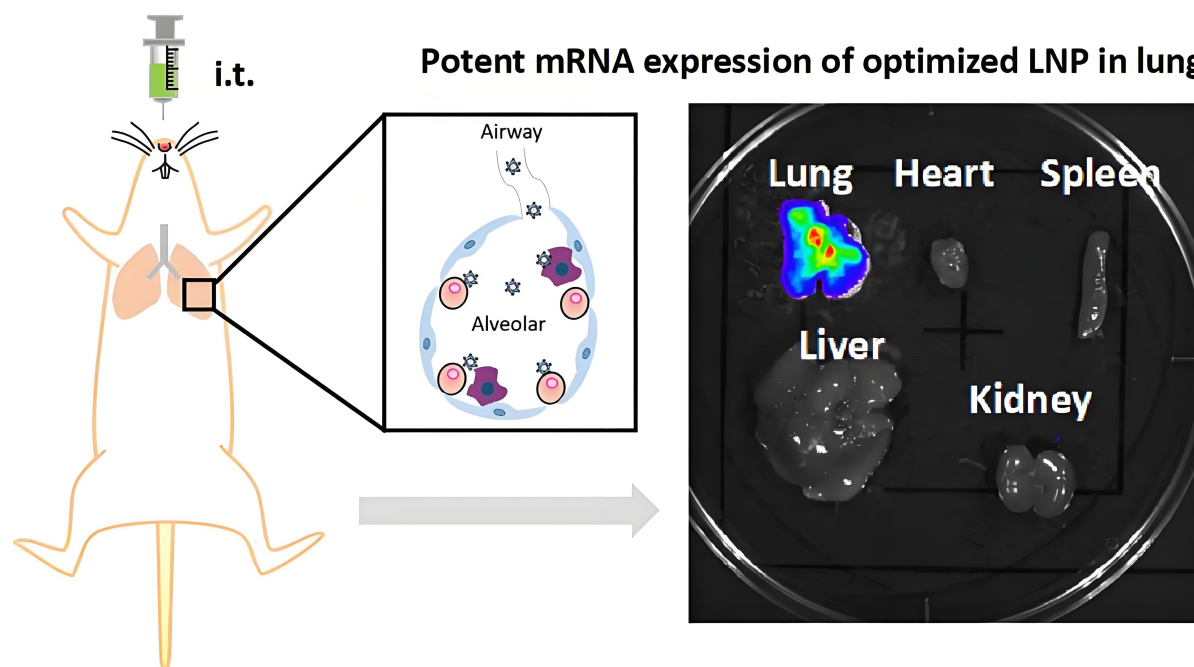 i.t.
Potent mRNA expression of optimized LNP in lung
Airway
Alveolar
Lung
Heart
Spleen
Liver
Kidney